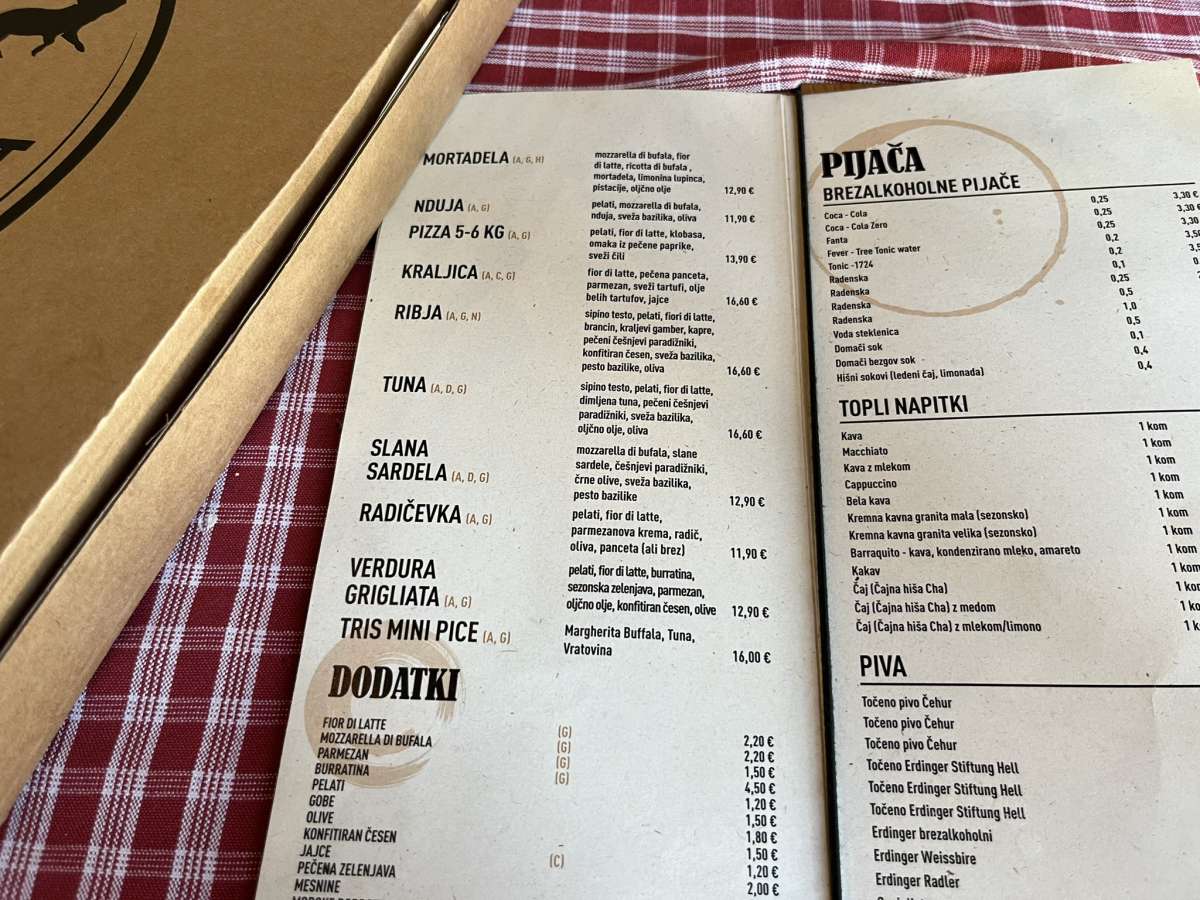 MORTADELA (A, G, H)
mozzarella di bufala, fior
di latte, ricotta di bufala ,
mortadela, limonina lupinca,
pistacije, oljčno olje 12,90 €
NDUJA (A, G)
pelati, mozzarella di bufala,
nduja, sveža bazilika, oliva 11,90 €
PIZZA 5-6 KG (A, G)
pelati, fior di latte, klobasa,
omaka iz pečene paprike,
sveži čili 13,90 €
KRALJICA (A, C, G)
fior di latte, pečena panceta,
parmezan, sveži tartufi, olje
belih tartufov, jajce 16,60 €
RIBJA (A, G, N)
sipino testo, pelati, fiori di latte,
brancin, kraljevi gamber, kapre,
pečeni češnjevi paradižniki,
konfitiran česen, sveža bazilika,
pesto bazilike, oliva 16,60 €
TUNA (A, D, G)
sipino testo, pelati, fior di latte,
dimljena tuna, pečeni češnjevi
paradižniki, sveža bazilika,
oljčno olje, oliva 16,60 €
SLANA
SARDELA (A, D, G)
mozzarella di bufala, slane
sardele, češnjevi paradižniki,
črne olive, sveža bazilika,
pesto bazilike 12,90 €
RADIČEVKA (A, G)
pelati, fior di latte,
parmezanova krema, radič,
oliva, panceta (ali brez) 11,90 €
VERDURA
GRIGLIATA (A, G)
pelati, fior di latte, burratina,
sezonska zelenjava, parmezan,
oljčno olje, konfitiran česen, olive 12,90 €
TRIS MINI PICE (A, G)
Margherita Buffala, Tuna,
Vratovina 16,00 €
DODATKI
FIOR DI LATTE (G) 2,20 €
MOZZARELLA DI BUFALA (G) 2,20 €
PARMEZAN (G) 1,50 €
BURRATINA (G) 4,50 €
PELATI 1,20 €
GOBE 1,50 €
OLIVE 1,80 €
KONFITIRAN ČESEN 1,50 €
JAJCE (C) 1,20 €
PEČENA ZELENJAVA 2,00 €
MESNINE
PIJAČA
BREZALKOHOLNE PIJAČE
Coca - Cola 0,25 3,30 €
Coca - Cola Zero 0,25 3,30 €
Fanta 0,25 3,30
Fever - Tree Tonic water 0,2 3,50
Tonic -1724 0,2
Radenska 0,1
Radenska 0,25
Radenska 0,5
Radenska 1,0
Voda steklenica 0,5
Domači sok 0,1
Domači bezgov sok 0,4
Hišni sokovi (ledeni čaj, limonada) 0,4
TOPLI NAPITKI
Kava 1 kom
Macchiato 1 kom
Kava z mlekom 1 kom
Cappuccino 1 kom
Bela kava 1 kom
Kremna kavna granita mala (sezonsko) 1 kom
Kremna kavna granita velika (sezonsko) 1 kom
Barraquito - kava, kondenzirano mleko, amareto 1 kom
Kakav 1 kom
Čaj (Čajna hiša Cha)
Čaj (Čajna hiša Cha) z medom
Čaj (Čajna hiša Cha) z mlekom/limono
PIVA
Točeno pivo Čehur
Točeno pivo Čehur
Točeno pivo Čehur
Točeno Erdinger Stiftung Hell
Točeno Erdinger Stiftung Hell
Točeno Erdinger Stiftung Hell
Erdinger brezalkoholni
Erdinger Weissbire
Erdinger Radler